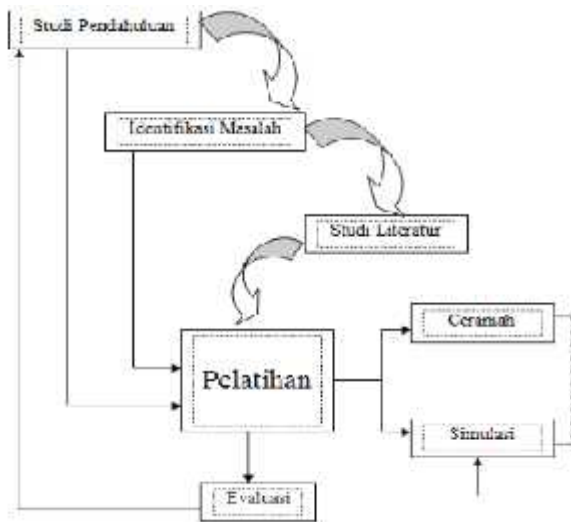 Studi Pendahuluan
Identifikasi Masalah
Studi Literatur
Ceramah
Pelatihan
Simulasi
Evaluasi